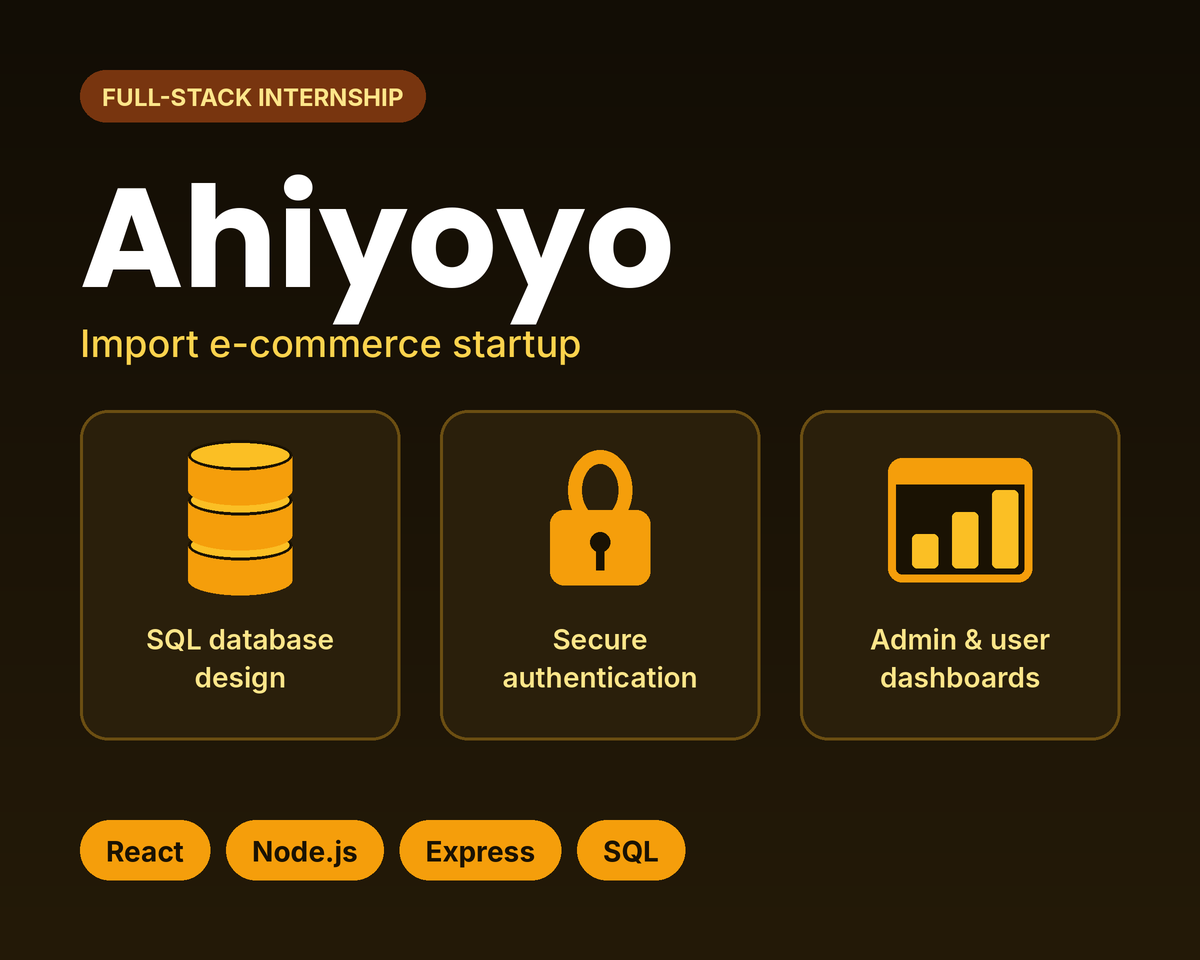 FULL-STACK INTERNSHIP
Ahiyoyo
Import e-commerce startup
SQL database
design
Secure
authentication
Admin & user
dashboards
React
Node.js
Express
SQL